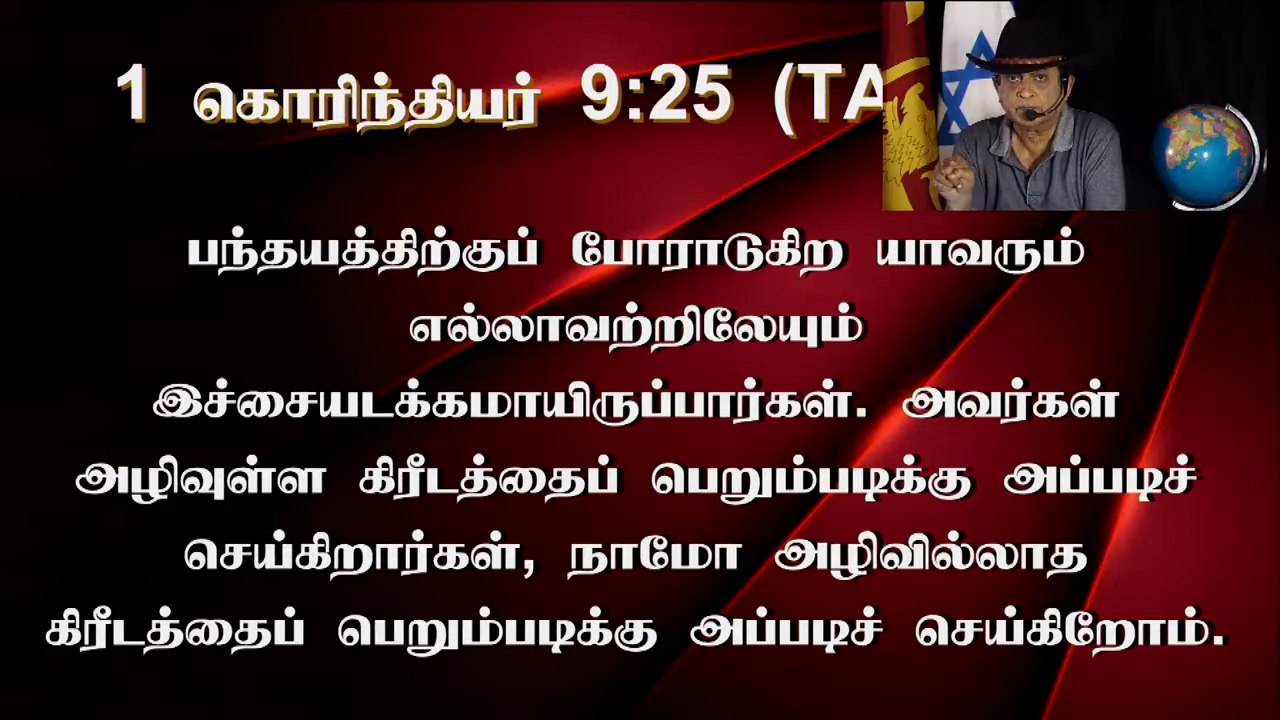 1 கொரிந்தியர் 9:25 (TA
பந்தயத்திற்குப் போராடுகிற யாவரும்
எல்லாவற்றிலேயும்
இச்சையடக்கமாயிருப்பார்கள். அவர்கள்
அழிவுள்ள கிரீடத்தைப் பெறும்படிக்கு அப்படிச்
செய்கிறார்கள், நாமோ அழிவில்லாத
கிரீடத்தைப் பெறும்படிக்கு அப்படிச் செய்கிறோம்.